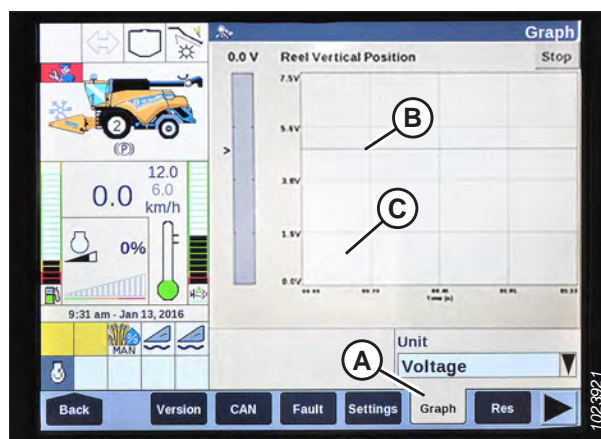 Graph
0.0 V Reel Vertical Position Stop
7.5V
B
2
(P)
3.8V
12.0
6.0
0.0 km/h
C
1.5V
0%
0.0V
Time [s]
9:31 am - Jan 13, 2016
MAN
Unit
A
Voltage
Back Version CAN Fault Settings Graph Res
1023921